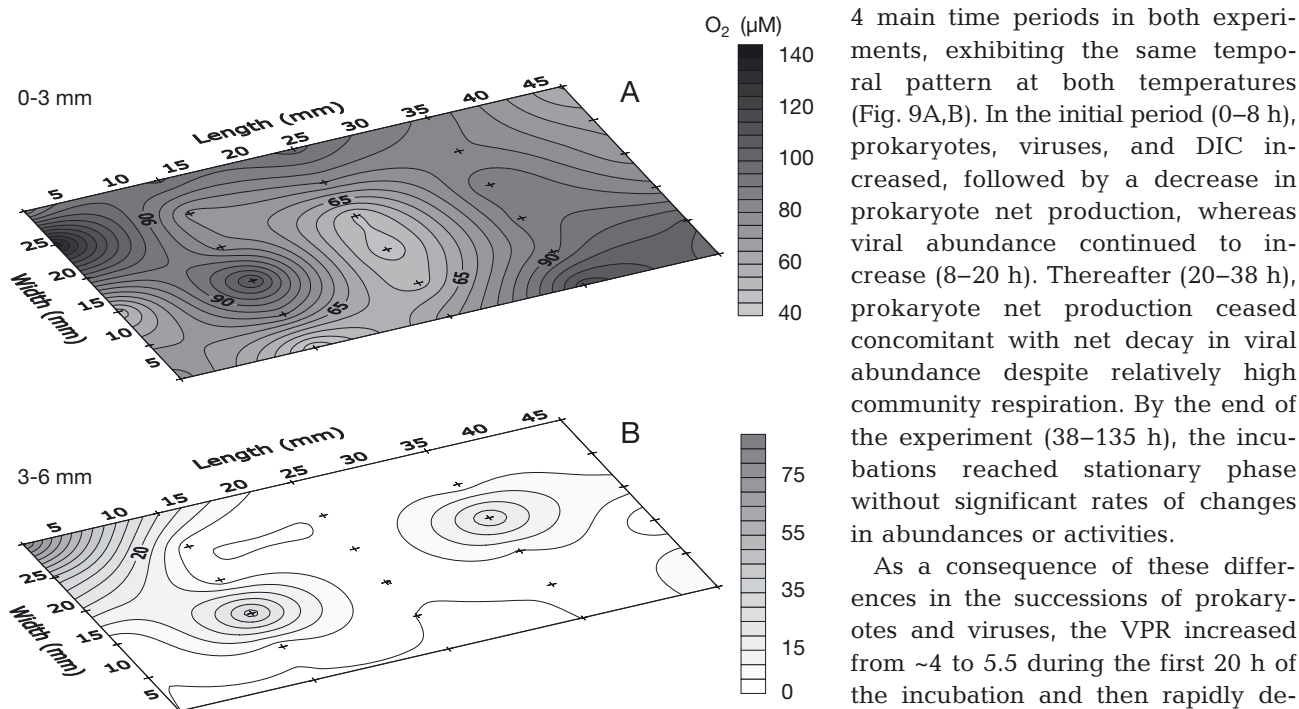 O2 (µM)
140
120
100
80
60
40
A
0-3 mm
Length (mm)
5
10
15
20
25
30
35
40
45
Width (mm)
25
20
15
10
5
90
65
90
65
65
90
B
3-6 mm
Length (mm)
5
10
15
20
25
30
35
40
45
Width (mm)
25
20
15
10
5
20
75
55
35
15
0
4 main time periods in both experi-
ments, exhibiting the same tempo-
ral pattern at both temperatures
(Fig. 9A,B). In the initial period (0–8 h),
prokaryotes, viruses, and DIC in-
creased, followed by a decrease in
prokaryote net production, whereas
viral abundance continued to in-
crease (8–20 h). Thereafter (20–38 h),
prokaryote net production ceased
concomitant with net decay in viral
abundance despite relatively high
community respiration. By the end of
the experiment (38–135 h), the incu-
bations reached stationary phase
without significant rates of changes
in abundances or activities.
As a consequence of these differ-
ences in the successions of prokary-
otes and viruses, the VPR increased
from ~4 to 5.5 during the first 20 h of
the incubation and then rapidly de-